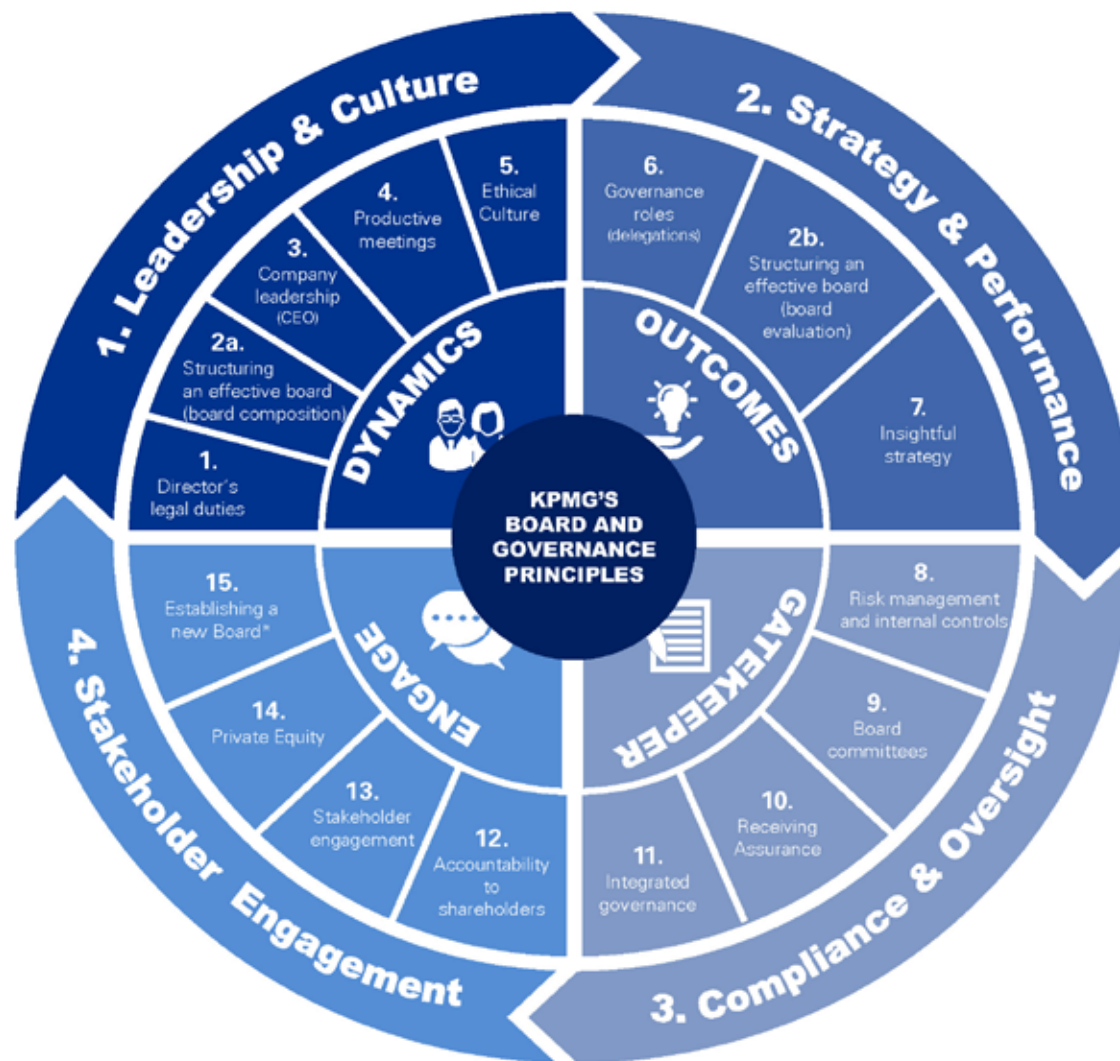 1. Leadership & Culture
2. Strategy & Performance
3. Compliance & Oversight
4. Stakeholder Engagement
DYNAMICS
OUTCOMES
GATEKEEPER
ENGAGE
KPMG'S
BOARD AND
GOVERNANCE
PRINCIPLES
1.
Director's
legal duties
2a.
Structuring
an effective board
(board composition)
3.
Company
leadership
(CEO)
4.
Productive
meetings
5.
Ethical
Culture
6.
Governance
roles
(delegations)
2b.
Structuring an
effective board
(board
evaluation)
7.
Insightful
strategy
8.
Risk management
and internal controls
9.
Board
committees
10.
Receiving
Assurance
11.
Integrated
governance
12.
Accountability
to
shareholders
13.
Stakeholder
engagement
14.
Private Equity
15.
Establishing a
new Board*